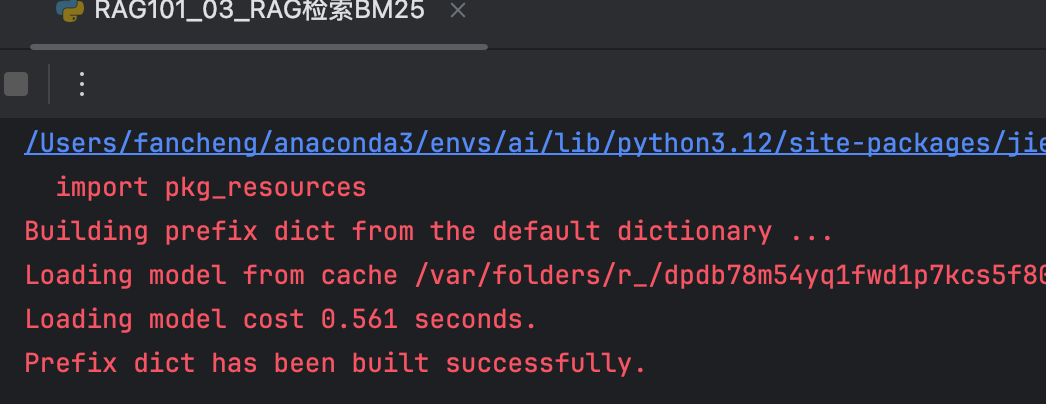 RAG101_03_RAG检索BM25
/Users/fancheng/anaconda3/envs/ai/lib/python3.12/site-packages/jie
import pkg_resources
Building prefix dict from the default dictionary ...
Loading model from cache /var/folders/r_/dpdb78m54yq1fwd1p7kcs5f80
Loading model cost 0.561 seconds.
Prefix dict has been built successfully.